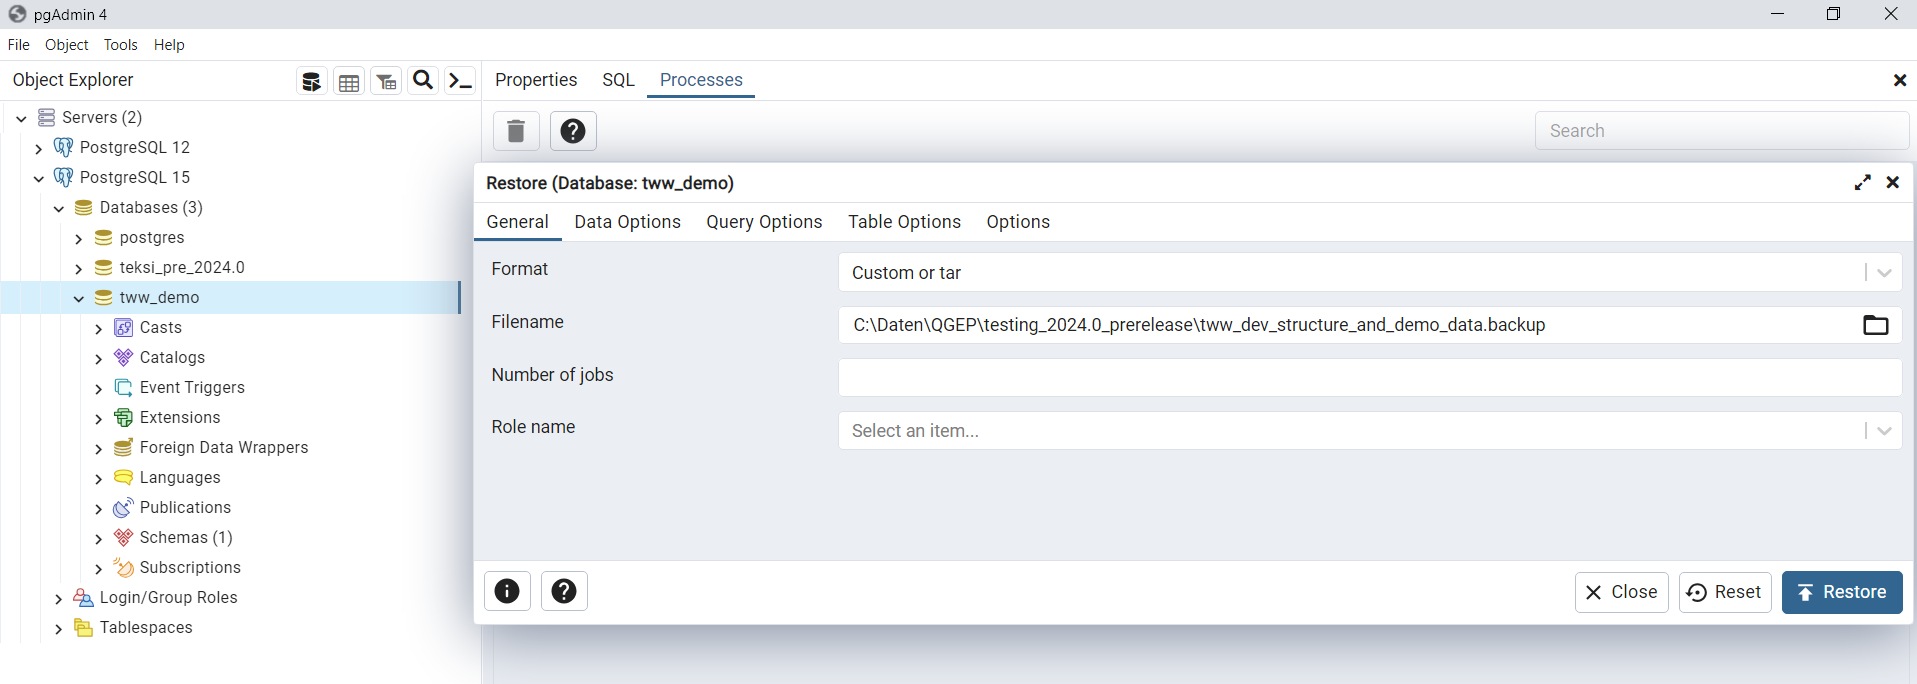 pgAdmin 4
File Object Tools Help
Object Explorer
Properties SQL Processes
Search
Servers (2)
PostgreSQL 12
PostgreSQL 15
Databases (3)
postgres
teksi_pre_2024.0
tww_demo
Casts
Catalogs
Event Triggers
Extensions
Foreign Data Wrappers
Languages
Publications
Schemas (1)
Subscriptions
Login/Group Roles
Tablespaces
Restore (Database: tww_demo)
General Data Options Query Options Table Options Options
Format Custom or tar
Filename C:\Daten\QGEP\testing_2024.0_prerelease\tww_dev_structure_and_demo_data.backup
Number of jobs
Role name Select an item...
Close Reset Restore